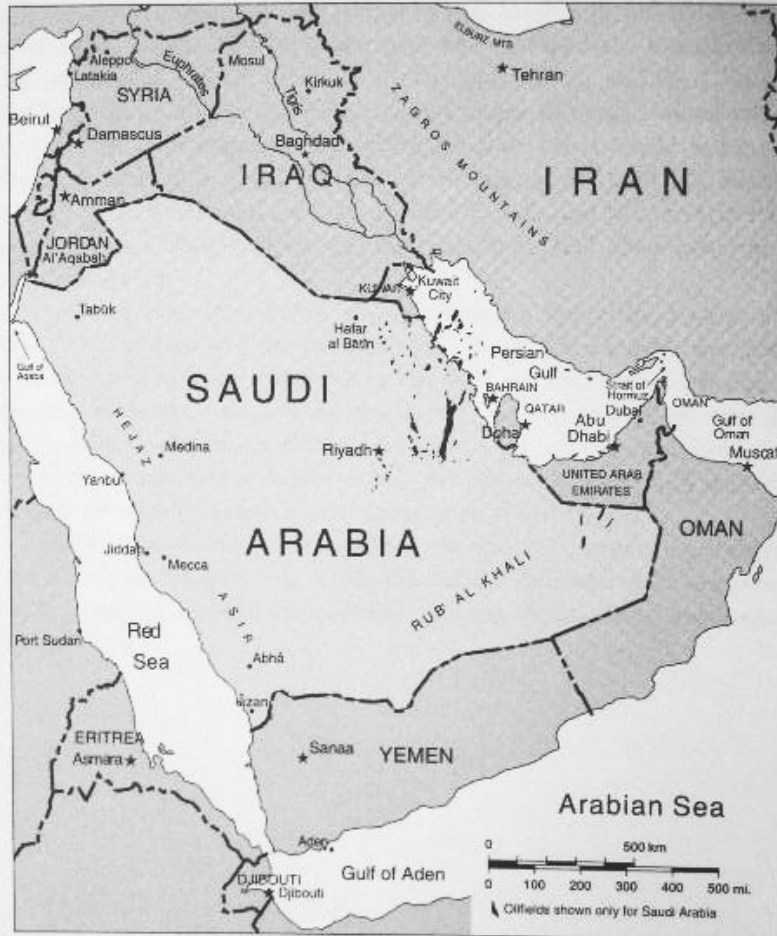 ELBURZ MTS.
Aleppo
Latakia
Euphrates
Mosul
Tehran
Kirkuk
Tigris
SYRIA
Beirut
Damascus
Baghdad
ZAGROS MOUNTAINS
IRAQ
IRAN
Amman
JORDAN
Al'Aqabah
KUWAIT
Kuwait
City
Tabūk
Hafar
al Bāṭin
Persian
Gulf
Strait of
Hormuz
Gulf of
Aqaba
SAUDI
BAHRAIN
QATAR
Doha
Abu
Dhabi
Dubai
OMAN
Gulf of
Oman
Muscat
HEJAZ
Medina
Riyadh
Yanbu
UNITED ARAB
EMIRATES
OMAN
ARABIA
Jiddah
Mecca
ASIR
RUB' AL KHALI
Port Sudan
Red
Sea
Abhā
ERITREA
Asmara
Sanaa
YEMEN
Arabian Sea
Aden
Gulf of Aden
DJIBOUTI
Djibouti
0 500 km
0 100 200 300 400 500 mi.
Oilfields shown only for Saudi Arabia